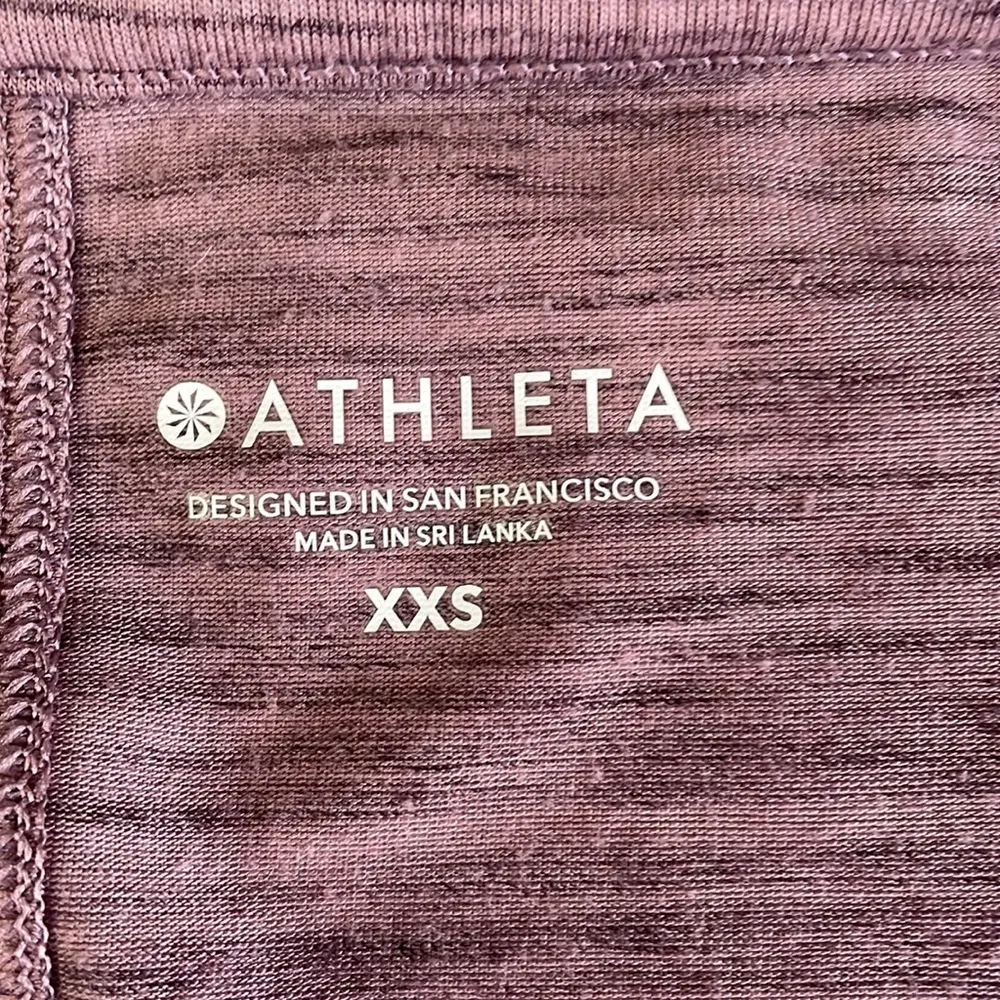 ATHLETA
DESIGNED IN SAN FRANCISCO
MADE IN SRI LANKA
XXS